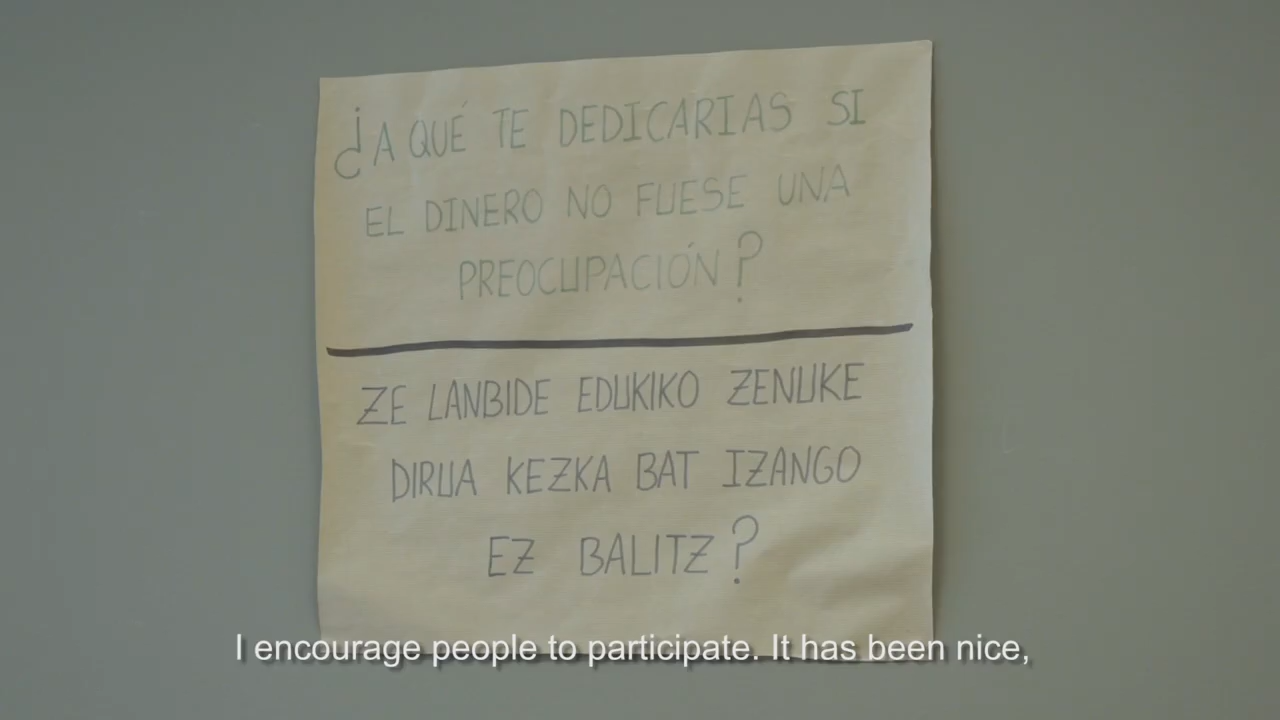 ¿A QUÉ TE DEDICARIAS SI
EL DINERO NO FUESE UNA
PREOCUPACIÓN?
ZE LANBIDE EDUKIKO ZENUKE
DIRUA KEZKA BAT IZANGO
EZ BALITZ?
I encourage people to participate. It has been nice,